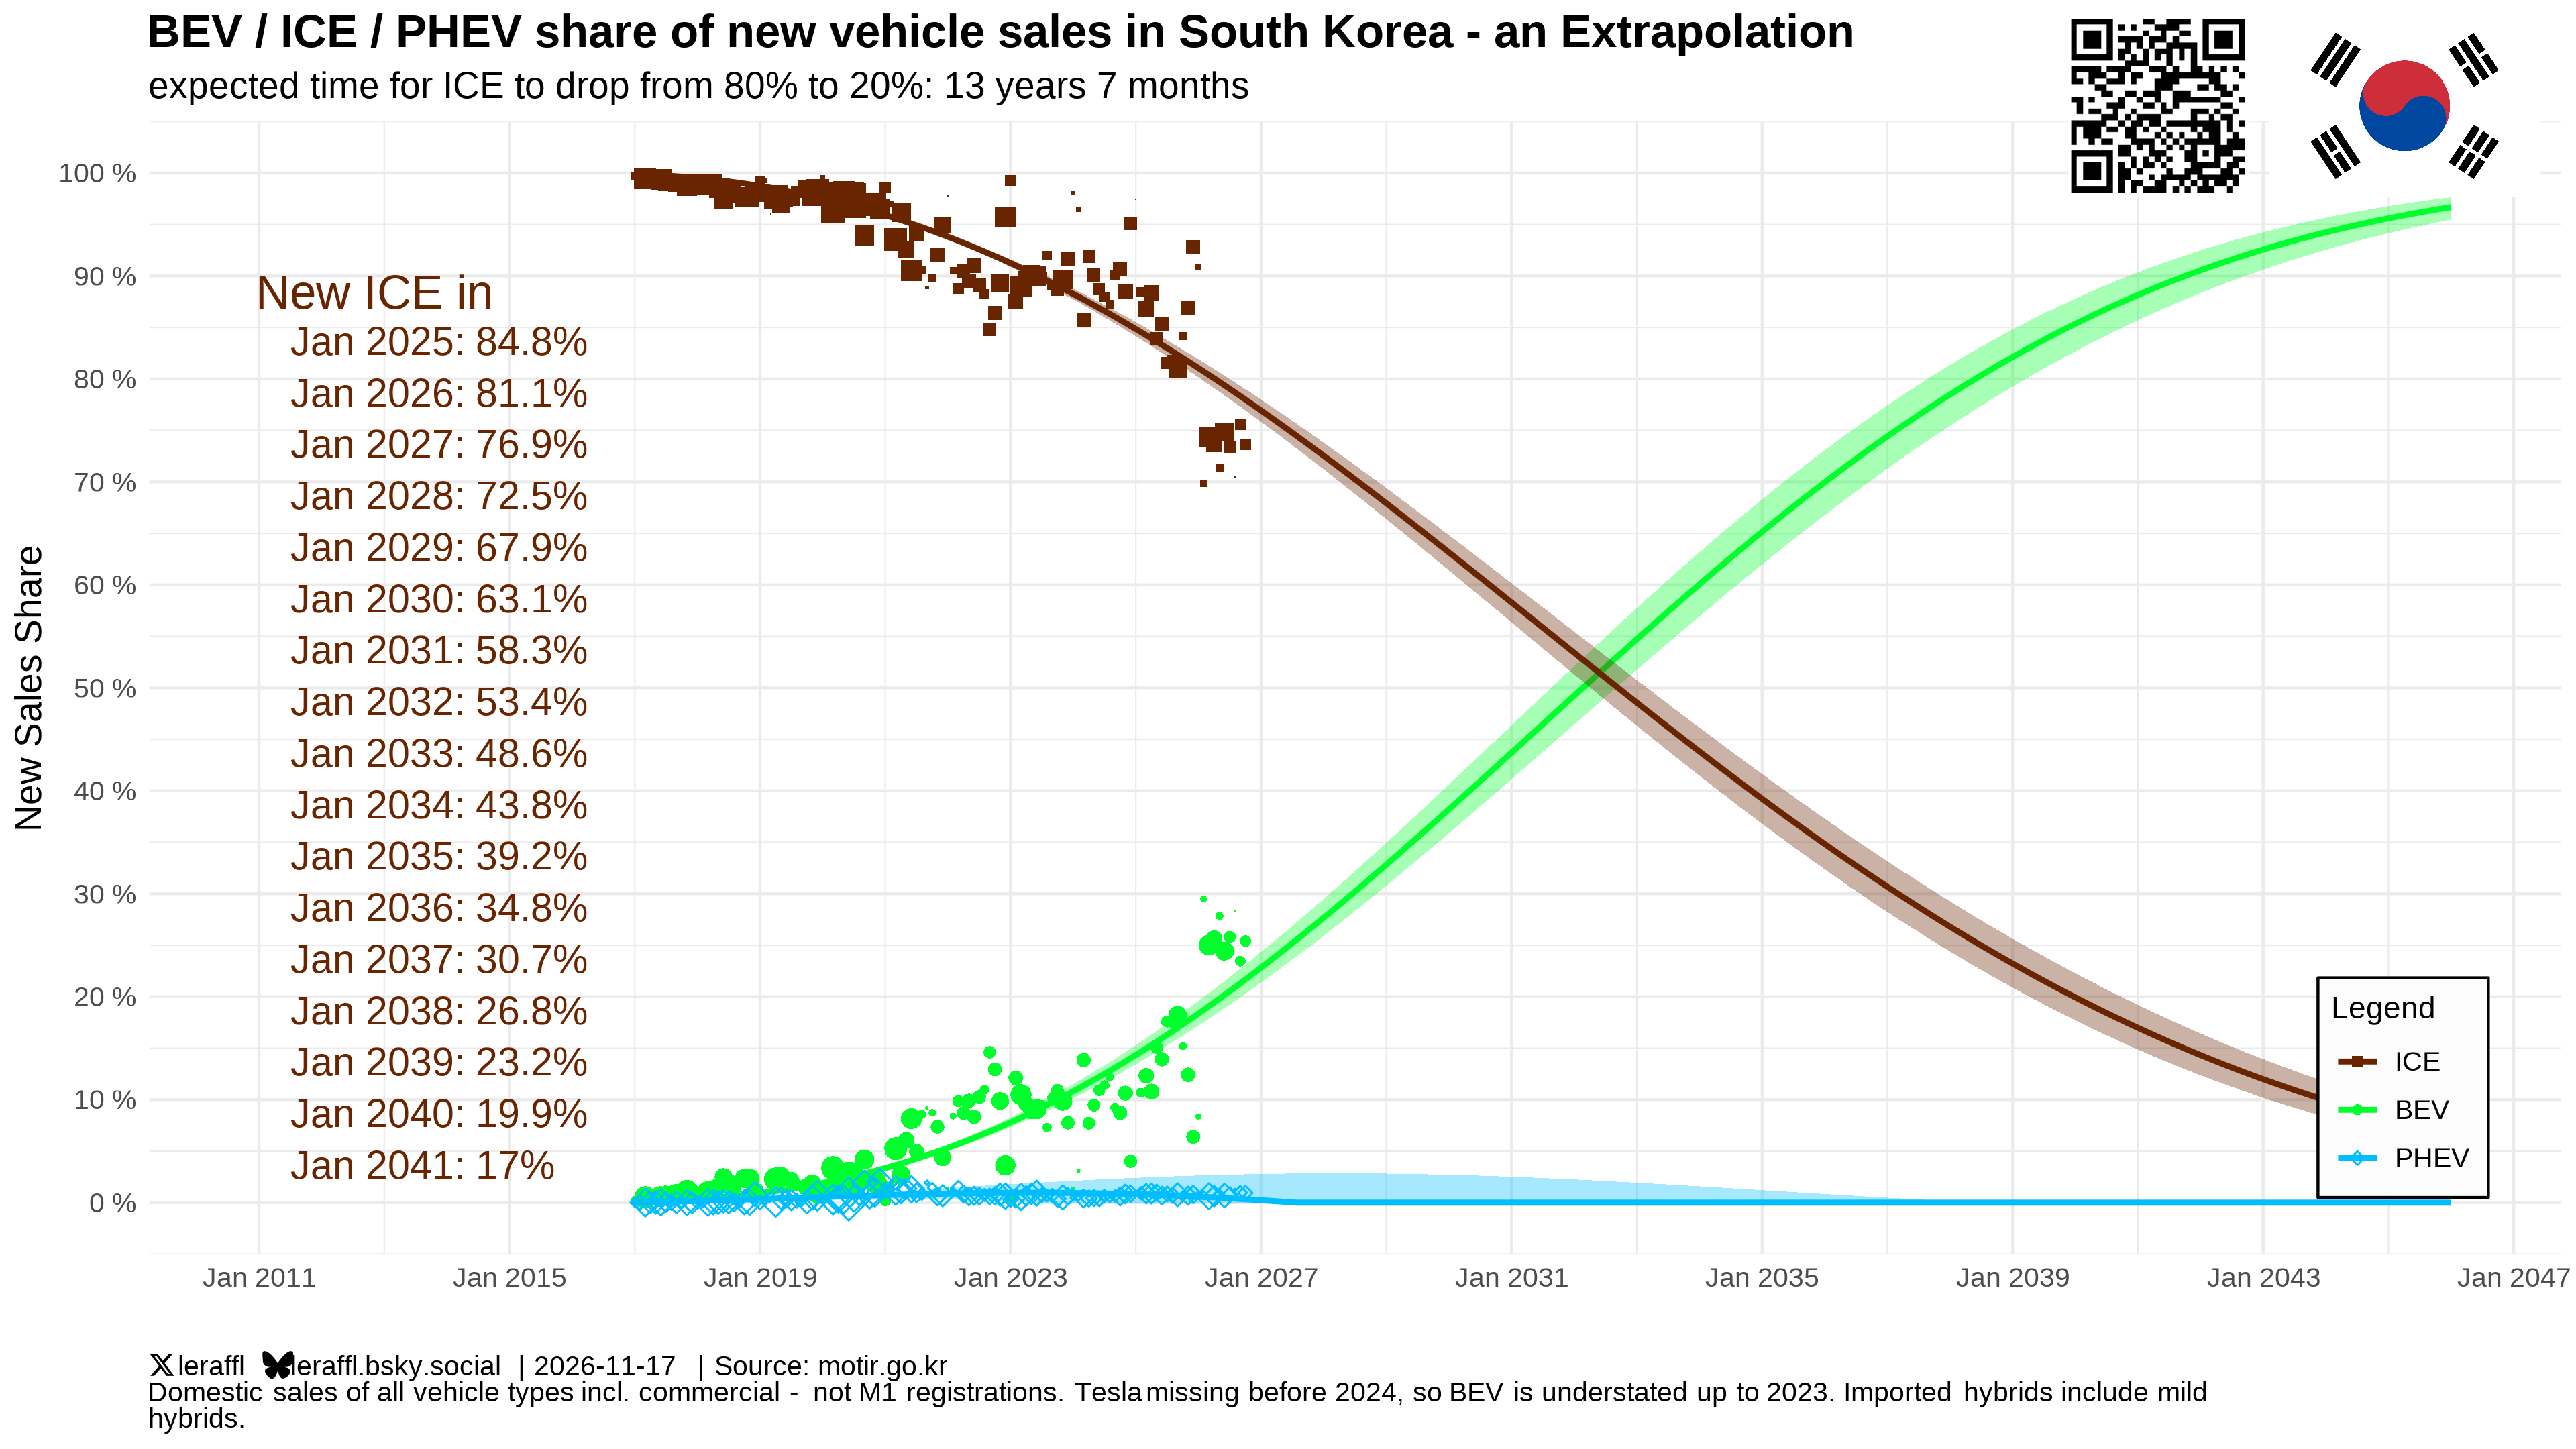 BEV / ICE / PHEV share of new vehicle sales in South Korea - an Extrapolation
expected time for ICE to drop from 80% to 20%: 13 years 7 months
New Sales Share
100 %
90 %
80 %
70 %
60 %
50 %
40 %
30 %
20 %
10 %
0 %
New ICE in
Jan 2025: 84.8%
Jan 2026: 81.1%
Jan 2027: 76.9%
Jan 2028: 72.5%
Jan 2029: 67.9%
Jan 2030: 63.1%
Jan 2031: 58.3%
Jan 2032: 53.4%
Jan 2033: 48.6%
Jan 2034: 43.8%
Jan 2035: 39.2%
Jan 2036: 34.8%
Jan 2037: 30.7%
Jan 2038: 26.8%
Jan 2039: 23.2%
Jan 2040: 19.9%
Jan 2041: 17%
Legend
ICE
BEV
PHEV
Jan 2011 Jan 2015 Jan 2019 Jan 2023 Jan 2027 Jan 2031 Jan 2035 Jan 2039 Jan 2043 Jan 2047
leraffl leraffl.bsky.social | 2026-11-17 | Source: motir.go.kr
Domestic sales of all vehicle types incl. commercial - not M1 registrations. Tesla missing before 2024, so BEV is understated up to 2023. Imported hybrids include mild
hybrids.